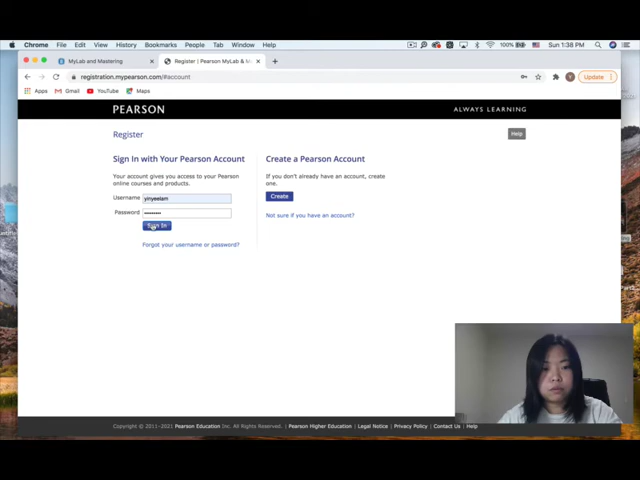 Chrome File Edit View History Bookmarks People Tab Window Help
100% Sun 1:38 PM
MyLab and Mastering
Register | Pearson MyLab & M
registration.mypearson.com/#account
Update
Apps Gmail YouTube Maps
PEARSON
ALWAYS LEARNING
Register
Help
Sign In with Your Pearson Account
Your account gives you access to your Pearson
online courses and products.
Username yinyeelam
Password
Sign In
Forgot your username or password?
Create a Pearson Account
If you don't already have an account, create
one.
Create
Not sure if you have an account?
Copyright © 2011-2021 Pearson Education Inc. All Rights Reserved. | Pearson Higher Education | Legal Notice | Privacy Policy | Contact Us | Help